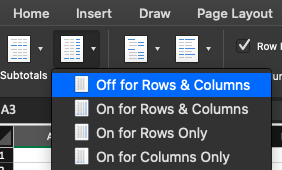 Home Insert Draw Page Layout
Row
Subtotals
Off for Rows & Columns
A3
On for Rows & Columns
On for Rows Only
1
On for Columns Only